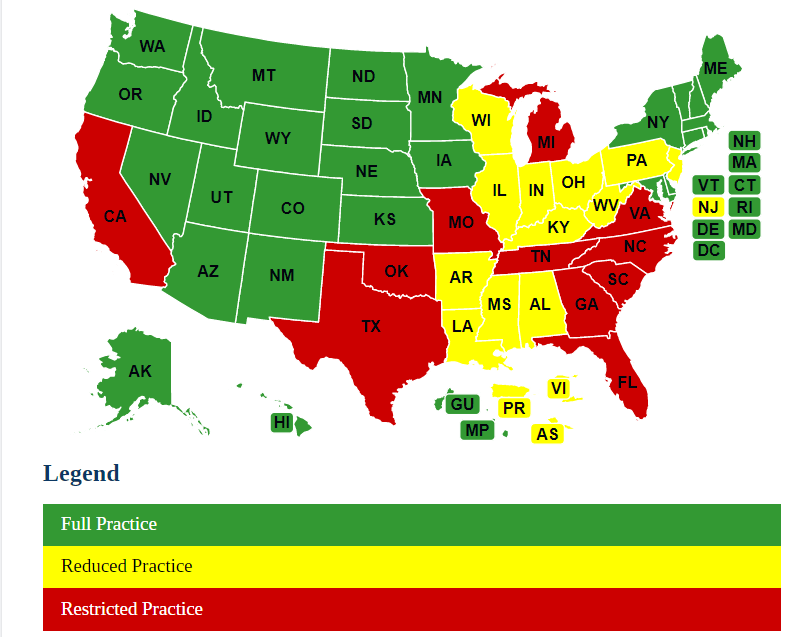 WA
ME
MT
ND
OR
MN
ID
SD
WI
NY
WY
MI
NH
IA
PA
MA
NE
NV
IL
IN
OH
VT
CT
UT
CO
WV
NJ
RI
CA
KS
MO
KY
VA
DE
MD
NC
DC
AZ
NM
OK
AR
TN
SC
TX
LA
MS
AL
GA
AK
FL
VI
GU
PR
HI
MP
AS
Legend
Full Practice
Reduced Practice
Restricted Practice